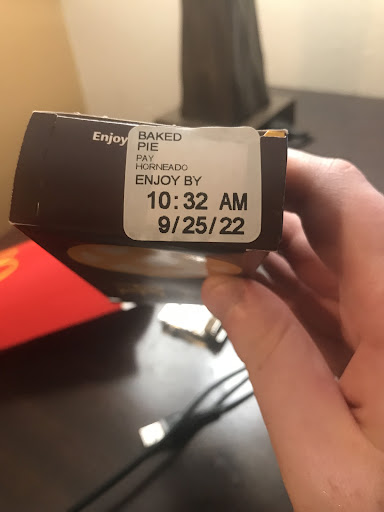 Enjoy
BAKED
PIE
PAY
HORNEADO
ENJOY BY
10:32 AM
9/25/22